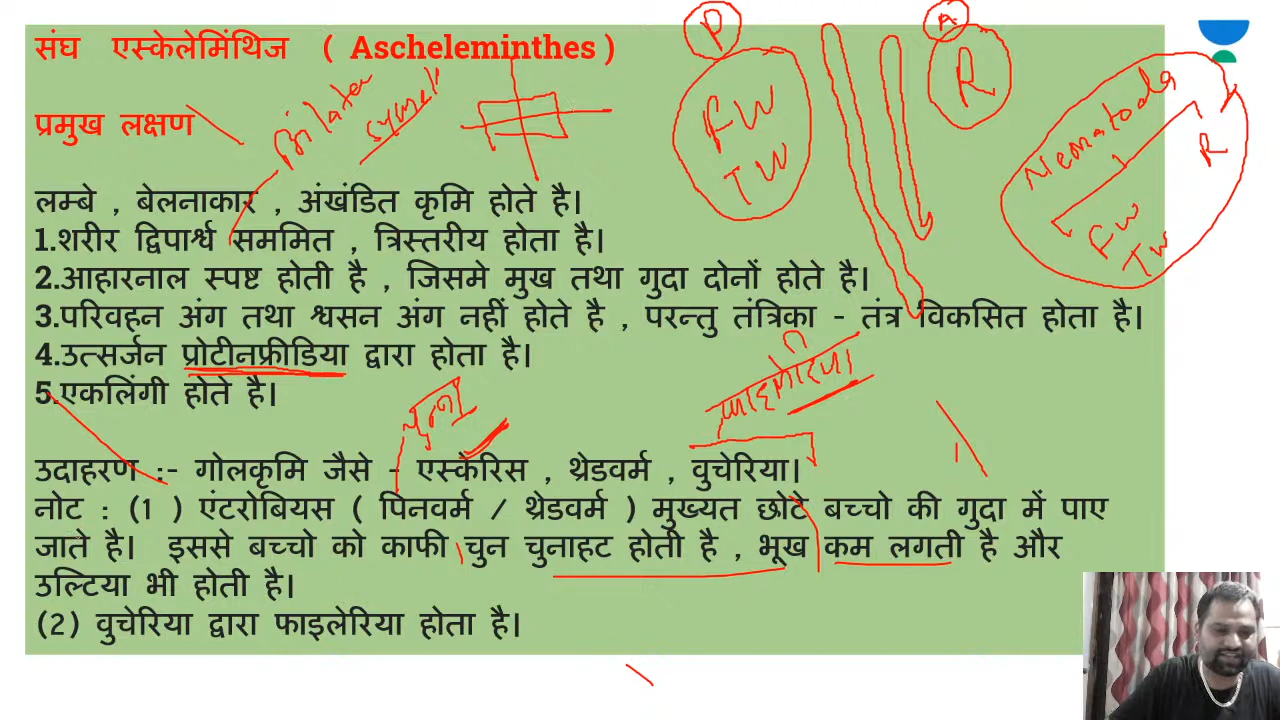 संघ एस्केलेमिंथिज ( Ascheleminthes )
प्रमुख लक्षण
Bilater
symet
P
FW
TW
A
R
Nematoda
R
FW
TW
लम्बे , बेलनाकार , अंखंडित कृमि होते है।
1.शरीर द्विपार्श्व सममित , त्रिस्तरीय होता है।
2.आहारनाल स्पष्ट होती है , जिसमे मुख तथा गुदा दोनों होते है।
3.परिवहन अंग तथा श्वसन अंग नहीं होते है , परन्तु तंत्रिका - तंत्र विकसित होता है।
4.उत्सर्जन प्रोटीनफ्रीडिया द्वारा होता है।
5.एकलिंगी होते है।
उदाहरण :- गोलकृमि जैसे - एस्केरिस , थ्रेडवर्म , वुचेरिया।
नोट : (1 ) एंटरोबियस ( पिनवर्म / थ्रेडवर्म ) मुख्यत छोटे बच्चो की गुदा में पाए
जाते है। इससे बच्चो को काफी चुन चुनाहट होती है , भूख कम लगती है और
उल्टिया भी होती है।
(2) वुचेरिया द्वारा फाइलेरिया होता है।